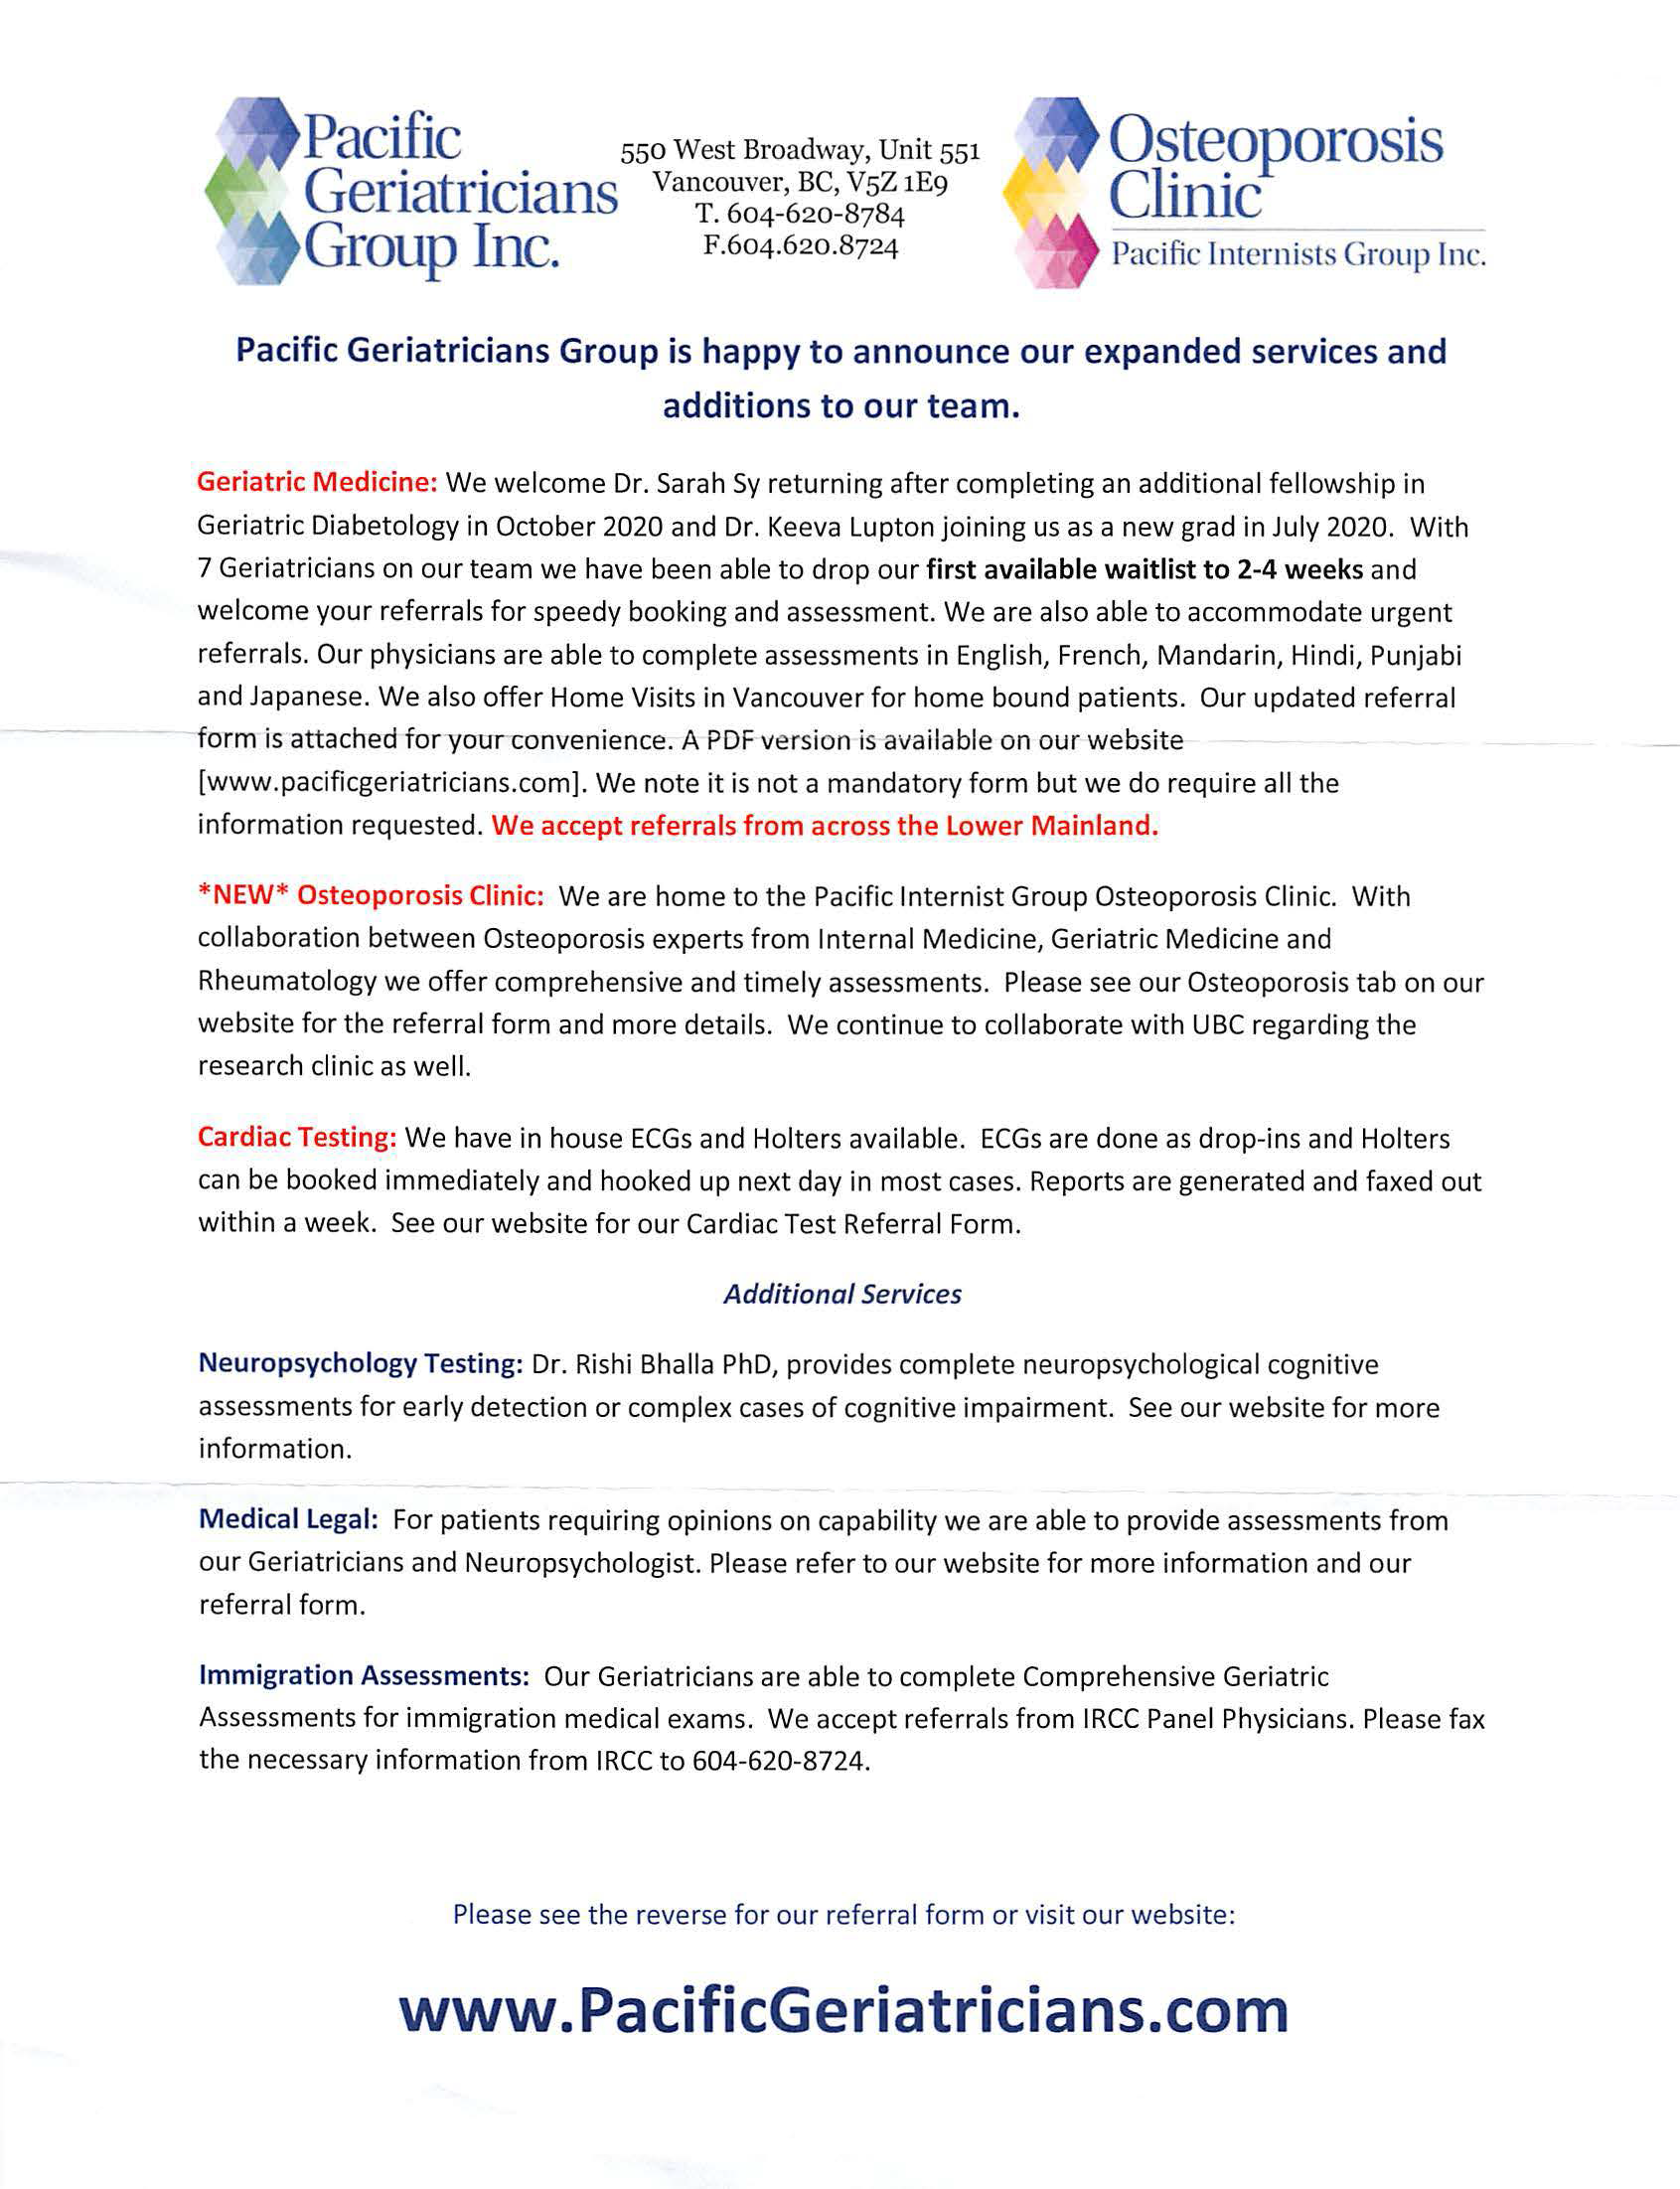 Pacific
Geriatricians
Group Inc.
550 West Broadway, Unit 551
Vancouver, BC, V5Z 1E9
T. 604-620-8784
F.604.620.8724
Osteoporosis
Clinic
Pacific Internists Group Inc.
Pacific Geriatricians Group is happy to announce our expanded services and
additions to our team.
Geriatric Medicine: We welcome Dr. Sarah Sy returning after completing an additional fellowship in
Geriatric Diabetology in October 2020 and Dr. Keeva Lupton joining us as a new grad in July 2020. With
7 Geriatricians on our team we have been able to drop our first available waitlist to 2-4 weeks and
welcome your referrals for speedy booking and assessment. We are also able to accommodate urgent
referrals. Our physicians are able to complete assessments in English, French, Mandarin, Hindi, Punjabi
and Japanese. We also offer Home Visits in Vancouver for home bound patients. Our updated referral
form is attached for your convenience. A PDF version is available on our website
[www.pacificgeriatricians.com]. We note it is not a mandatory form but we do require all the
information requested. We accept referrals from across the Lower Mainland.
*NEW* Osteoporosis Clinic: We are home to the Pacific Internist Group Osteoporosis Clinic. With
collaboration between Osteoporosis experts from Internal Medicine, Geriatric Medicine and
Rheumatology we offer comprehensive and timely assessments. Please see our Osteoporosis tab on our
website for the referral form and more details. We continue to collaborate with UBC regarding the
research clinic as well.
Cardiac Testing: We have in house ECGs and Holters available. ECGs are done as drop-ins and Holters
can be booked immediately and hooked up next day in most cases. Reports are generated and faxed out
within a week. See our website for our Cardiac Test Referral Form.
Additional Services
Neuropsychology Testing: Dr. Rishi Bhalla PhD, provides complete neuropsychological cognitive
assessments for early detection or complex cases of cognitive impairment. See our website for more
information.
Medical Legal: For patients requiring opinions on capability we are able to provide assessments from
our Geriatricians and Neuropsychologist. Please refer to our website for more information and our
referral form.
Immigration Assessments: Our Geriatricians are able to complete Comprehensive Geriatric
Assessments for immigration medical exams. We accept referrals from IRCC Panel Physicians. Please fax
the necessary information from IRCC to 604-620-8724.
Please see the reverse for our referral form or visit our website:
www.PacificGeriatricians.com